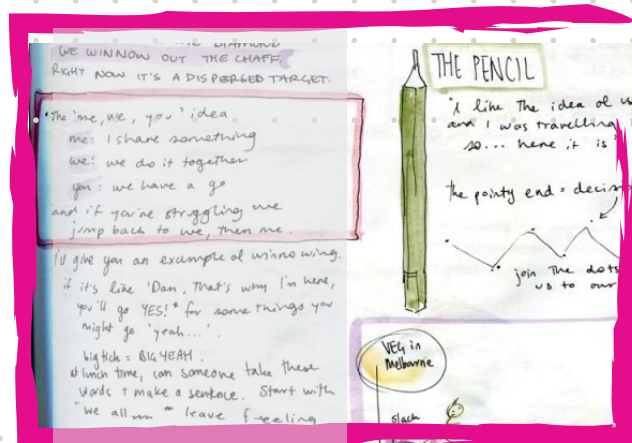 DIAMOND
WE WINNOW OUT THE CHAFF
RIGHT NOW IT'S A DISPERSED TARGET.
The 'me, we, you' idea
me: I share something
we: we do it together
you: we have a go
and if you're struggling we
jump back to we, then me.
I'd give you an example of winnowing.
if it's like 'Dan, that's why I'm here,
you'll go YES!' for some things you
might go 'yeah...'.
big tick = BIG YEAH.
at lunch time, can someone take these
words & make a sentence. Start with
"we all leave feeling
THE PENCIL
"I like the idea of
and I was travelling
so... here it is"
the pointy end =
join the dots
us to our
VEG in
Melbourne
slack